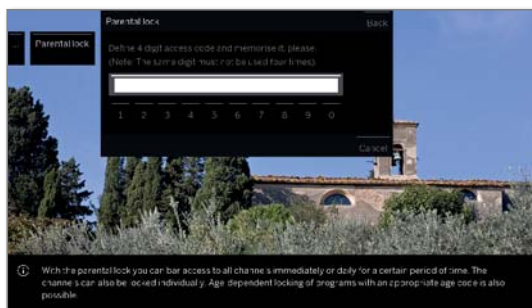 Parental lock Back
... Parental lock
Define 4 digit access code and memorise it, please.
(Note: The same digit must not be used four times)
1 2 3 4 5 6 7 8 9 0
Cancel
With the parental lock you can bar access to all channels immediately or daily for a certain period of time. The
channels can also be locked individually. Age dependent locking of programs with an appropriate age code is also
possible.